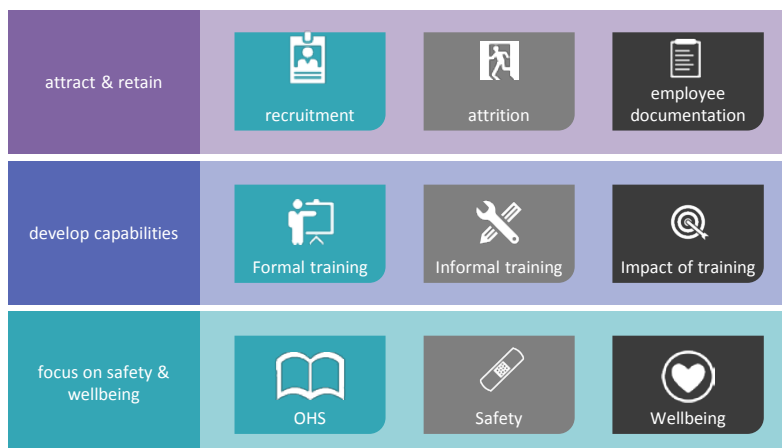 attract & retain
recruitment
attrition
employee
documentation
develop capabilities
Formal training
Informal training
Impact of training
focus on safety &
wellbeing
OHS
Safety
Wellbeing